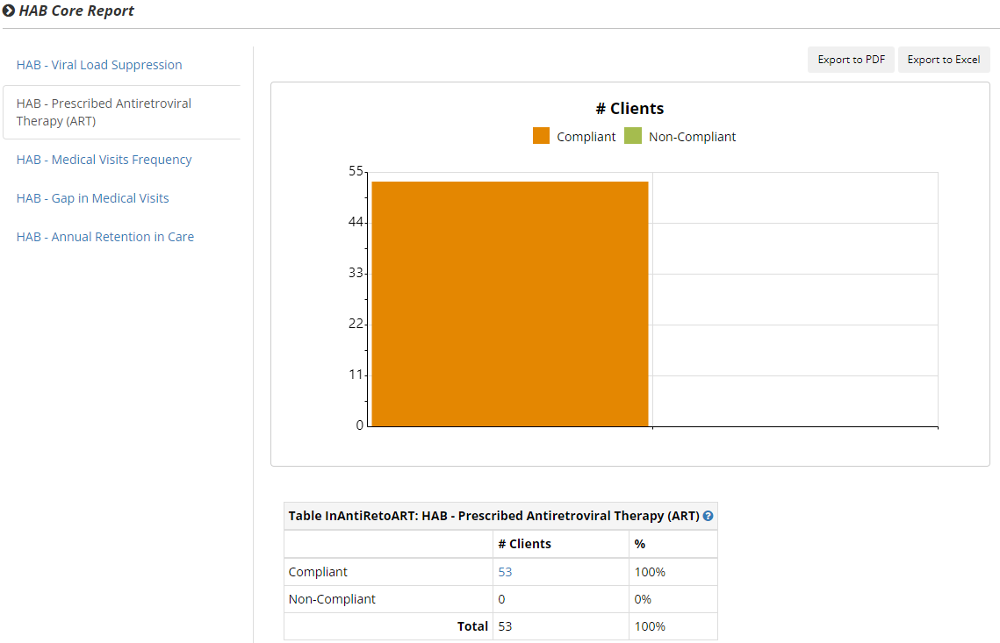 HAB Core Report
HAB - Viral Load Suppression
HAB - Prescribed Antiretroviral
Therapy (ART)
HAB - Medical Visits Frequency
HAB - Gap in Medical Visits
HAB - Annual Retention in Care
Export to PDF Export to Excel
# Clients
Compliant Non-Compliant
55
44
33
22
11
0
Table InAntiRetoART: HAB - Prescribed Antiretroviral Therapy (ART) ?
# Clients %
Compliant 53 100%
Non-Compliant 0 0%
Total 53 100%